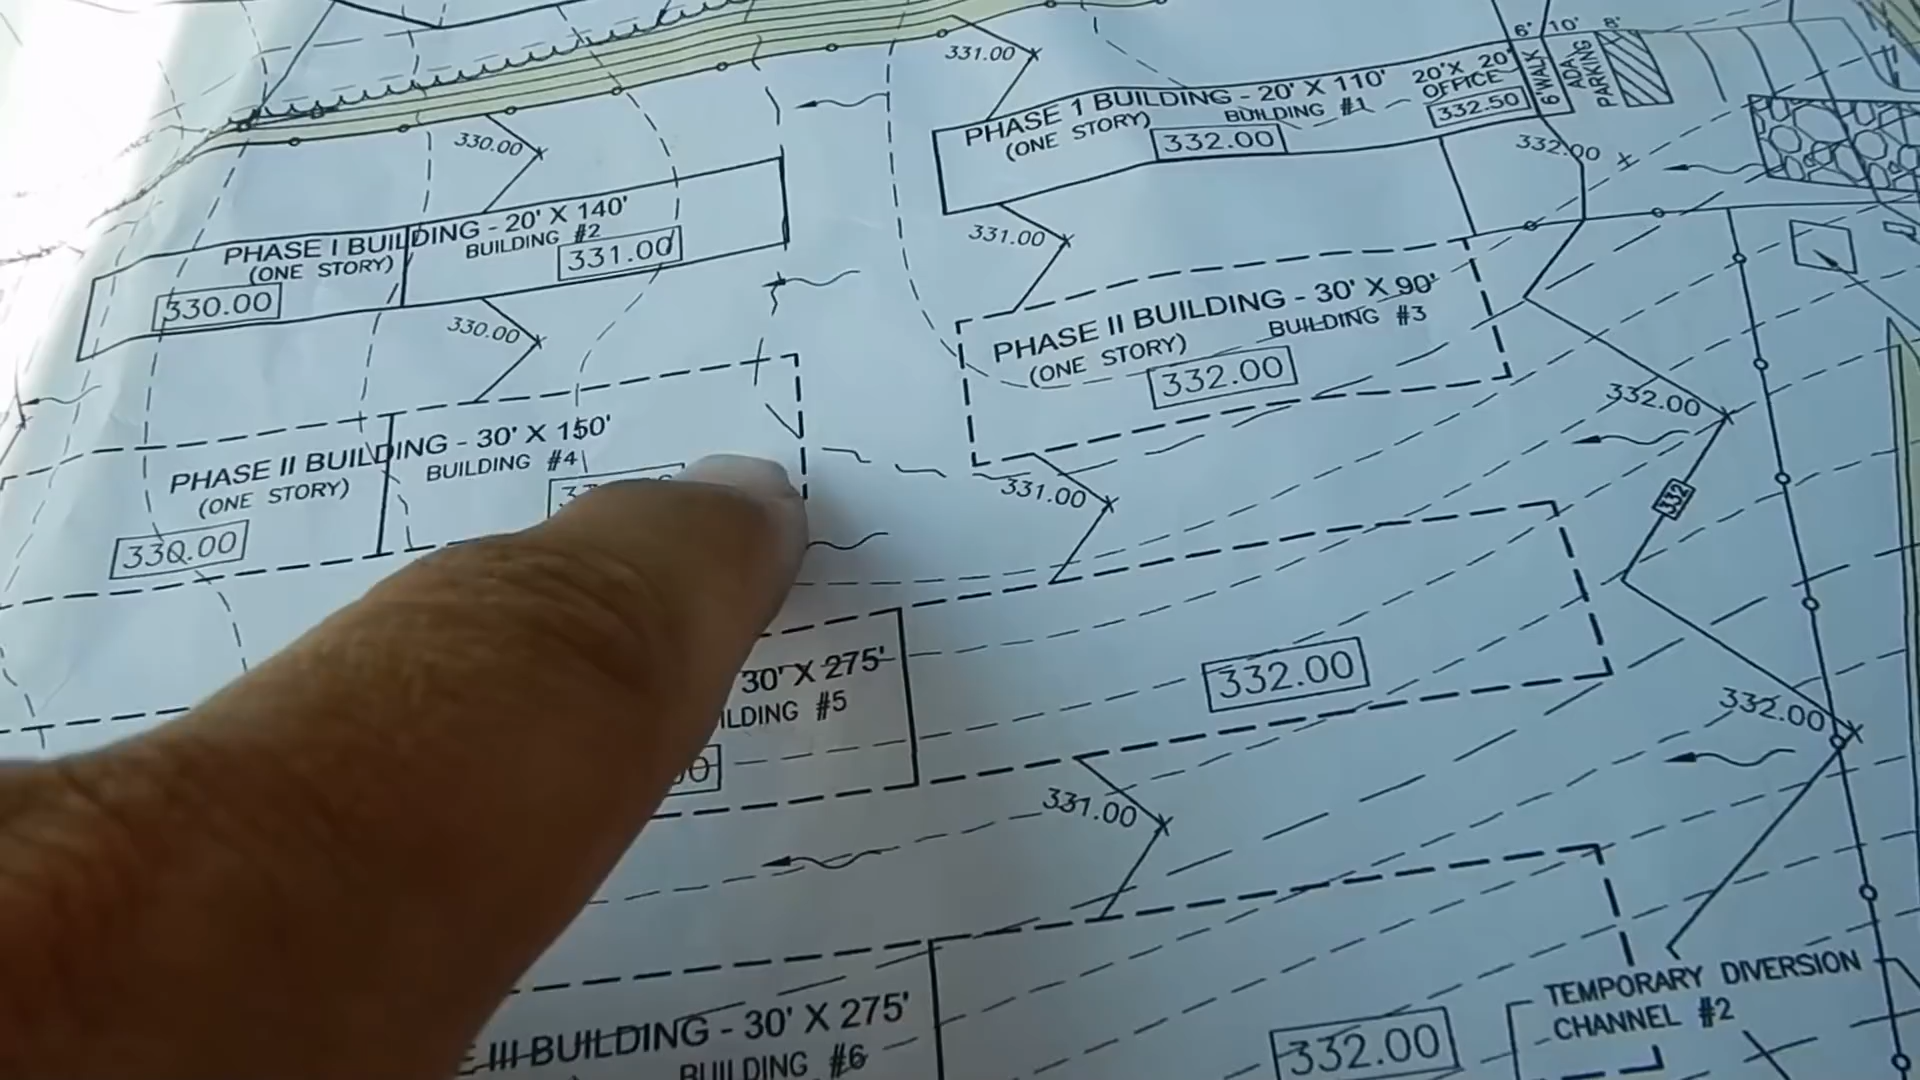 331.00
6'
10'
8'
6' WALK
ADA
PARKING
PHASE 1 BUILDING - 20' X 110'
(ONE STORY)
BUILDING #1
332.00
20' X 20'
OFFICE
332.50
332.00
330.00
PHASE I BUILDING - 20' X 140'
(ONE STORY)
BUILDING #2
331.00
330.00
331.00
330.00
PHASE II BUILDING - 30' X 90'
(ONE STORY)
BUILDING #3
332.00
332.00
PHASE II BUILDING - 30' X 150'
(ONE STORY)
BUILDING #4
330.00
331.00
332
30' X 275'
BUILDING #5
332.00
332.00
331.00
III BUILDING - 30' X 275'
BUILDING #6
332.00
TEMPORARY DIVERSION
CHANNEL #2